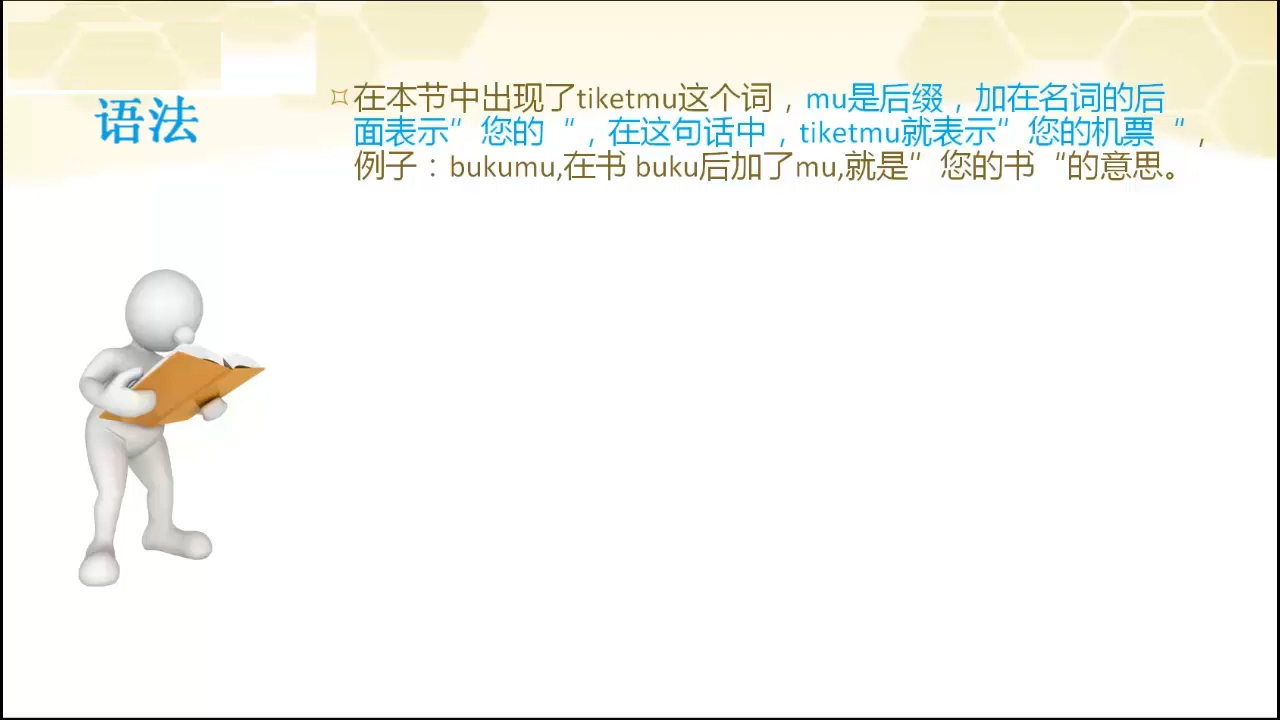 语法
在本节中出现了tiketmu这个词，mu是后缀，加在名词的后
面表示”您的“，在这句话中，tiketmu就表示”您的机票“，
例子：bukumu,在书 buku后加了mu,就是”您的书“的意思。